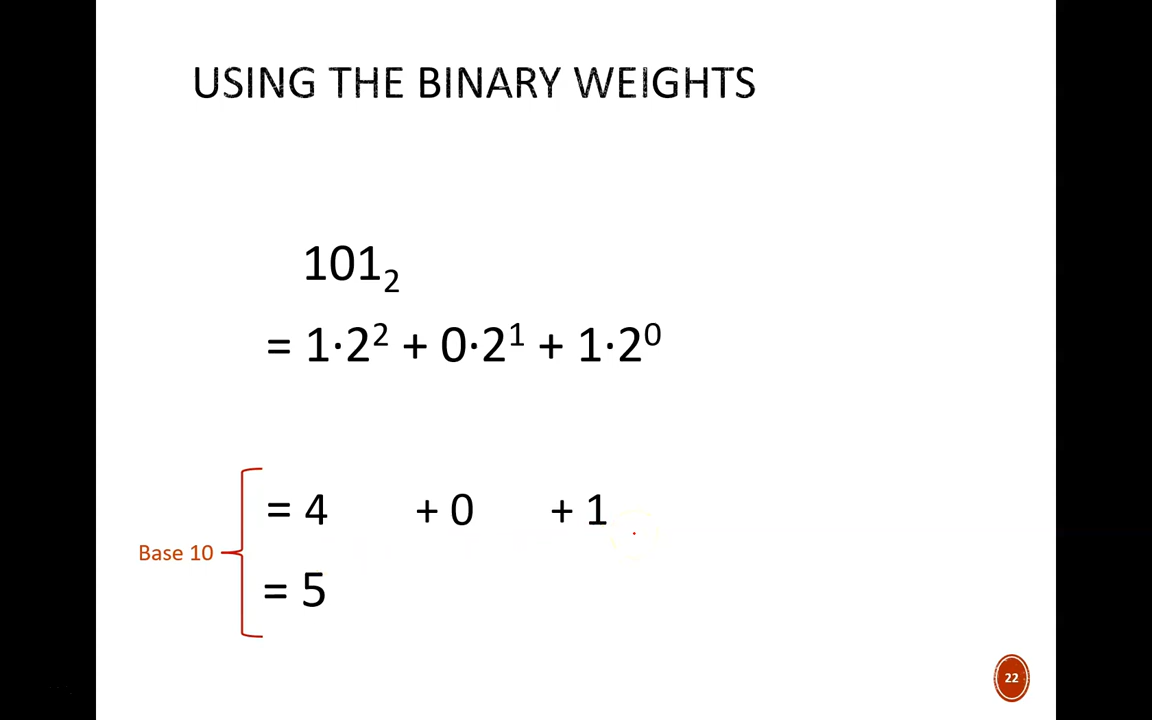 USING THE BINARY WEIGHTS
101₂
= 1·2² + 0·2¹ + 1·2⁰
= 4 + 0 + 1
Base 10
= 5
22